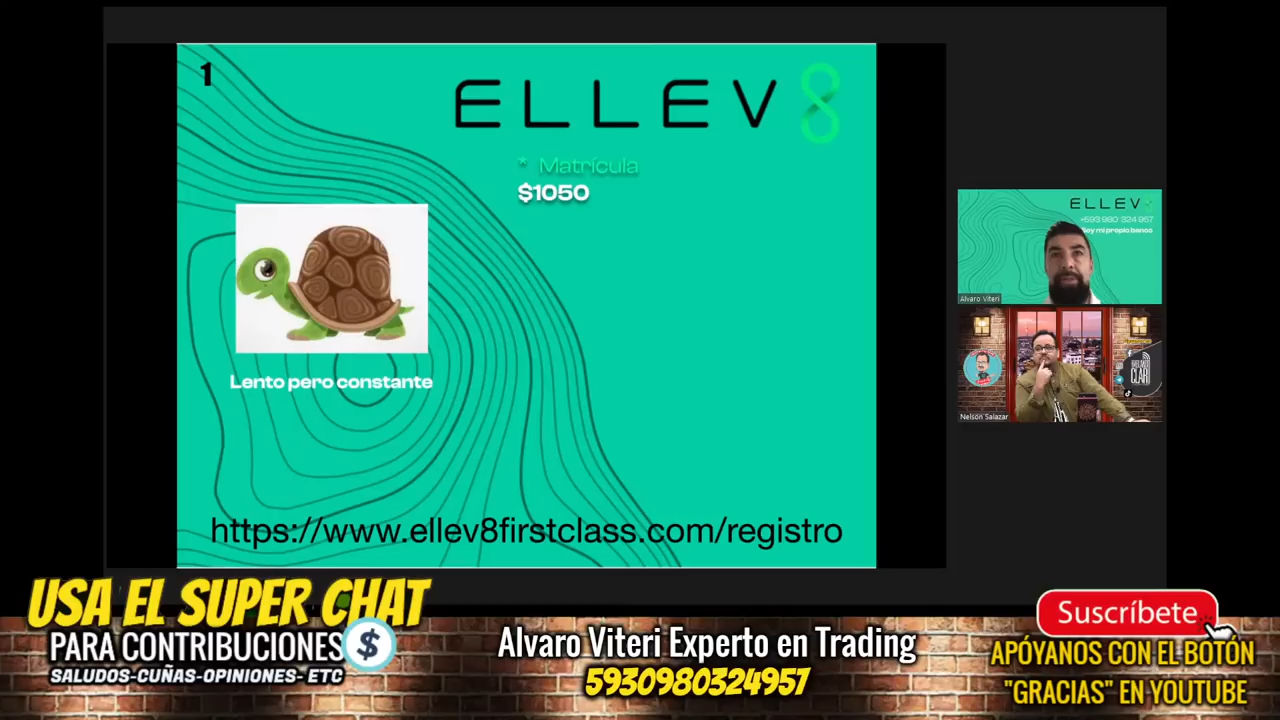 1
ELLEV8
* Matrícula
$1050
Lento pero constante
https://www.ellev8firstclass.com/registro
ELLEV8
+593 980 324 957
Soy mi propio banco
Alvaro Viteri
HABLANDO
CLARO
Nelson Salazar
USA EL SUPER CHAT
PARA CONTRIBUCIONES $
SALUDOS-CUÑAS-OPINIONES- ETC
Alvaro Viteri Experto en Trading
5930980324957
Suscríbete
APÓYANOS CON EL BOTÓN
"GRACIAS" EN YOUTUBE